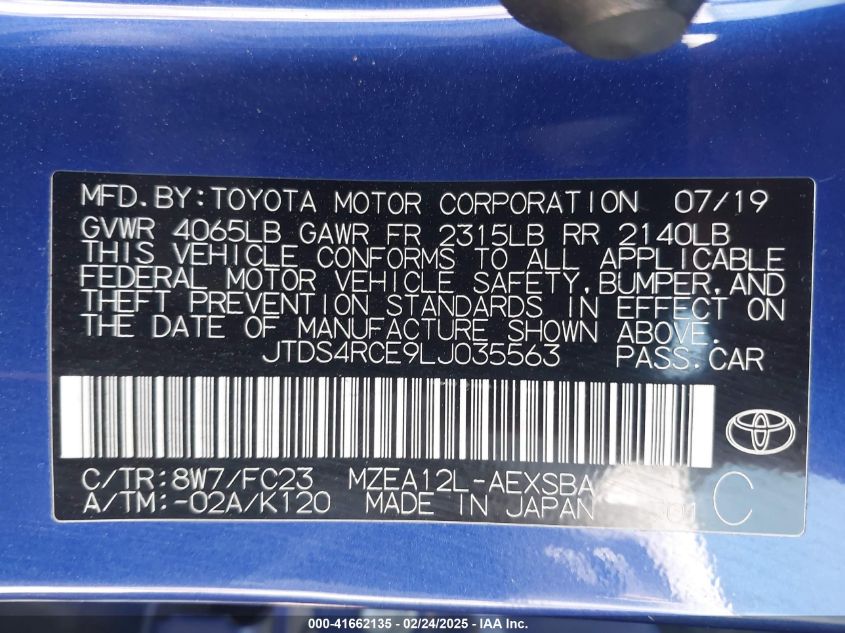 MFD.BY:TOYOTA MOTOR CORPORATION 07/19
GVWR 4065LB GAWR FR 2315LB RR 2140LB
THIS VEHICLE CONFORMS TO ALL APPLICABLE
FEDERAL MOTOR VEHICLE SAFETY,BUMPER,AND
THEFT PREVENTION STANDARDS IN EFFECT ON
THE DATE OF MANUFACTURE SHOWN ABOVE.
JTDS4RCE9LJ035563 PASS.CAR
C/TR:8W7/FC23 MZEA12L-AEXSBA
A/TM:-02A/K120 MADE IN JAPAN 01 C
000-41662135 - 02/24/2025 - IAA Inc.